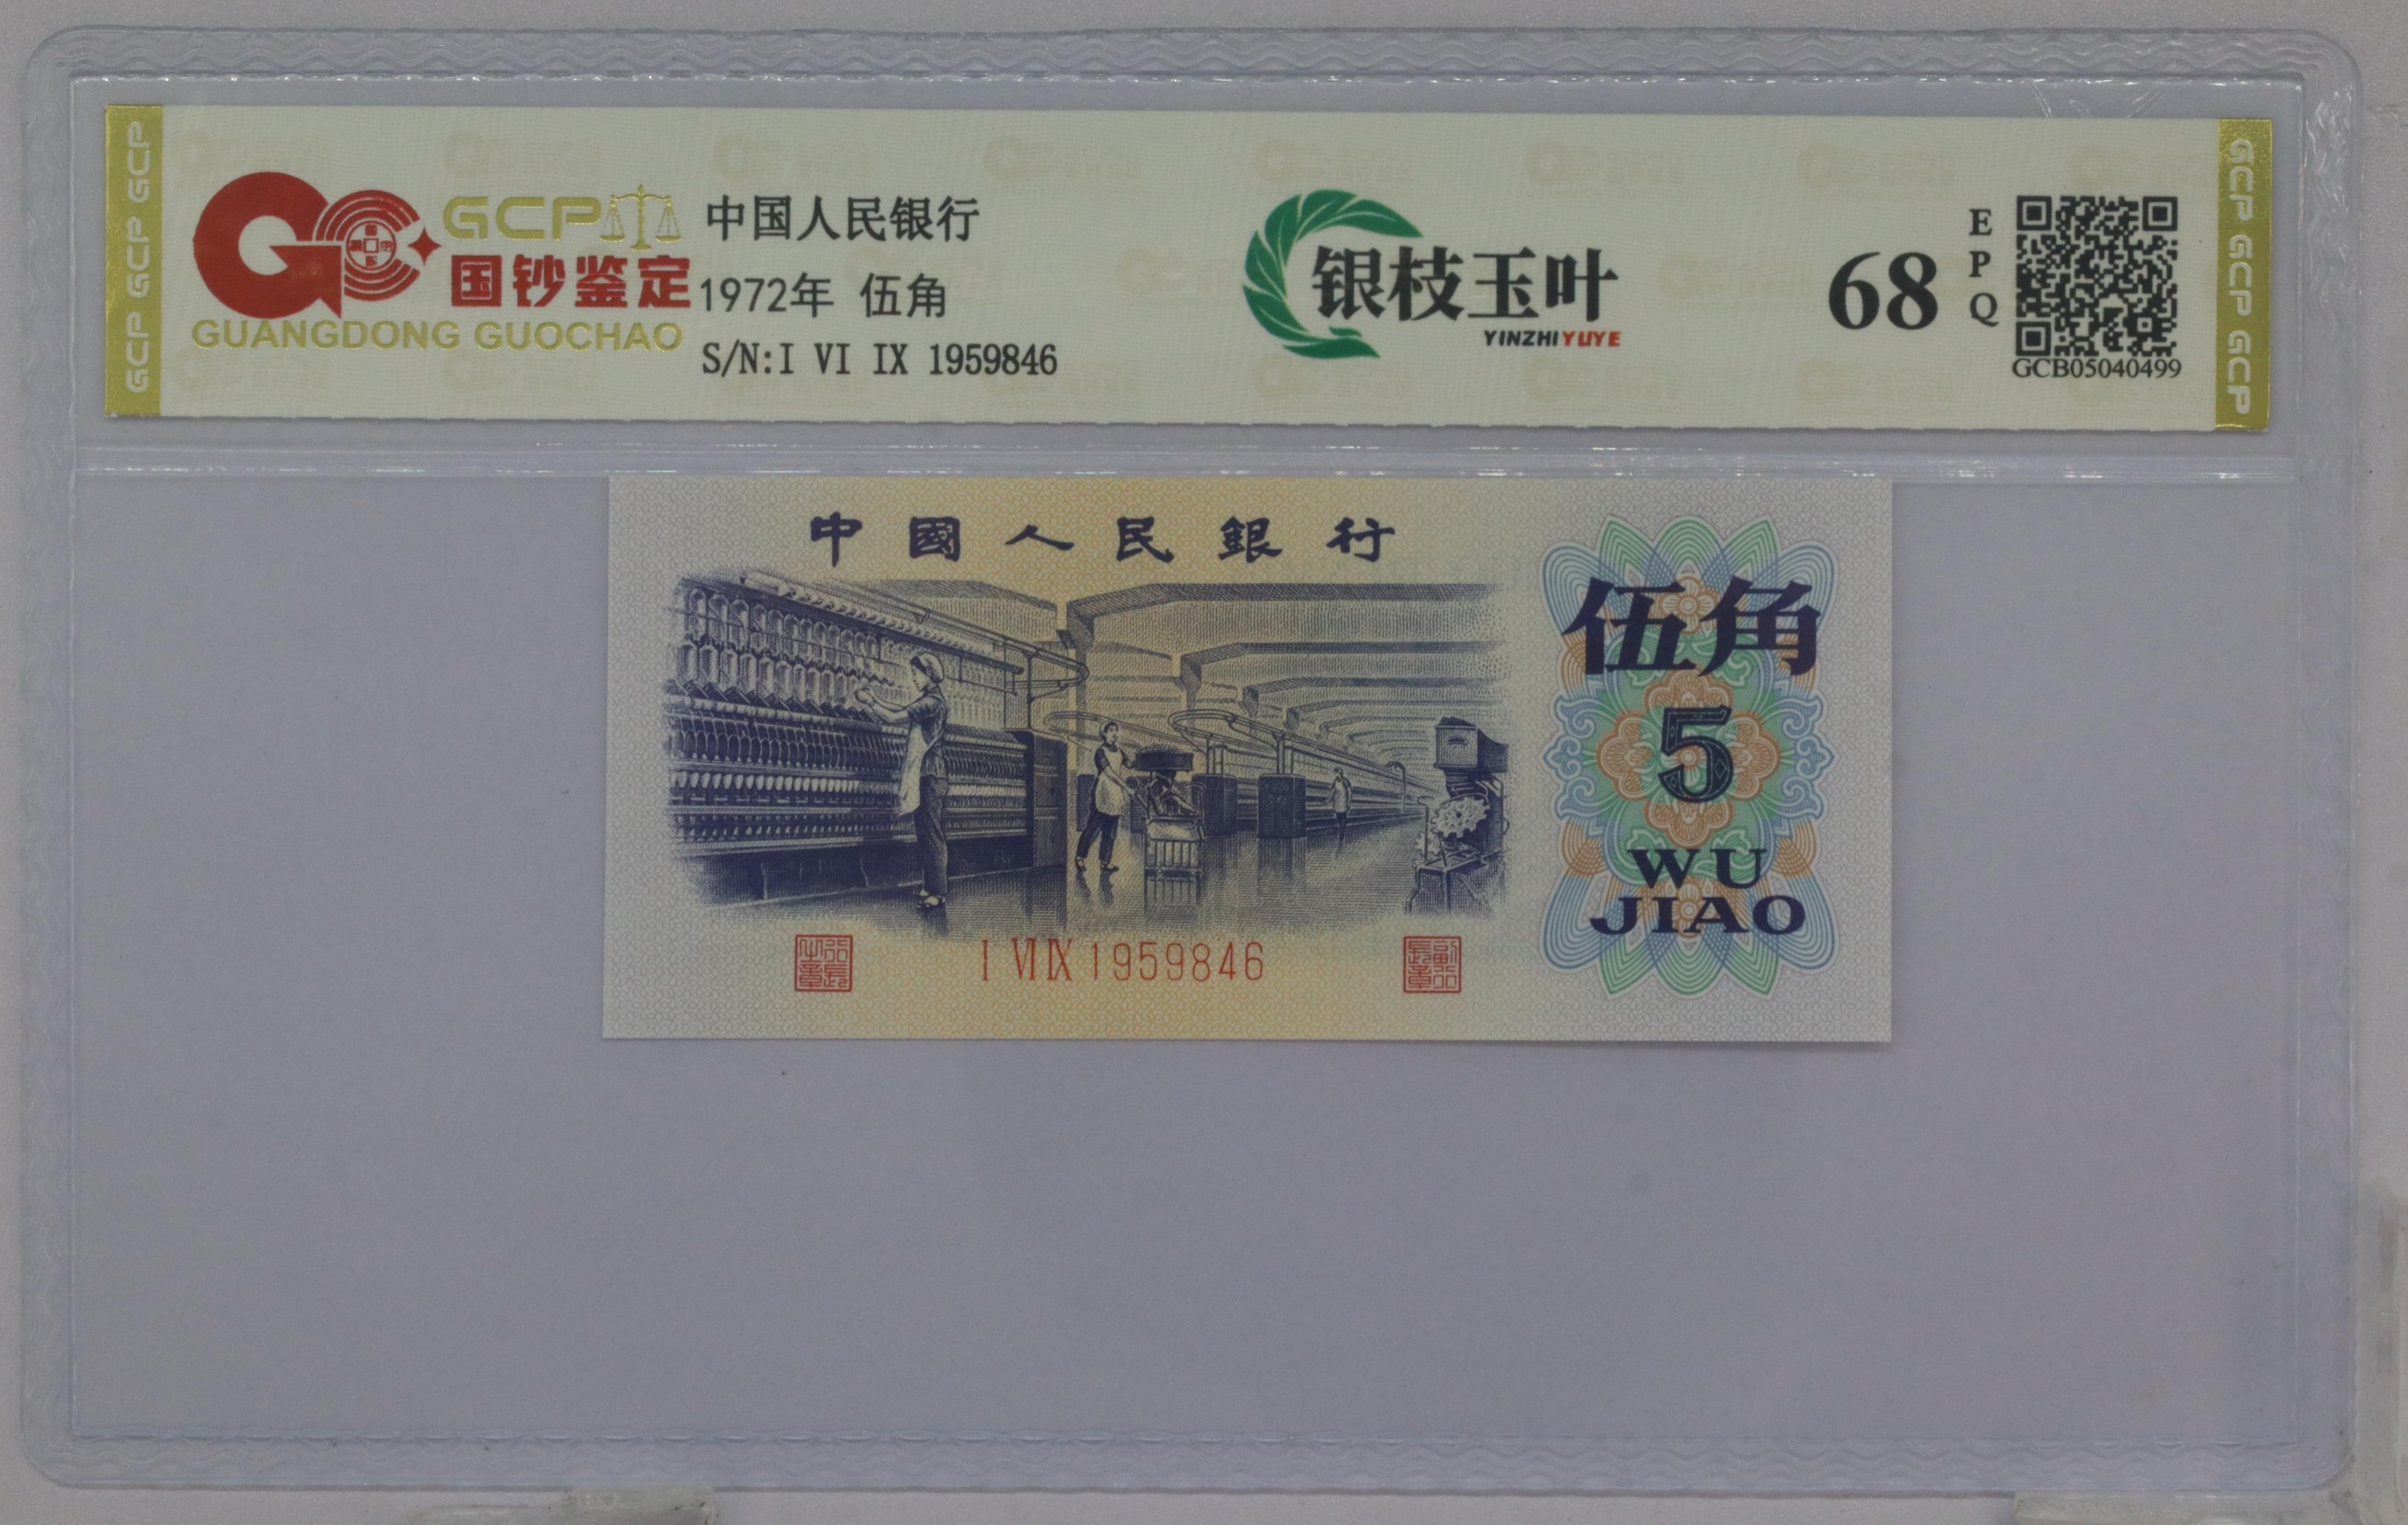 GCP GCP GCP
GCP
国钞鉴定
GUANGDONG GUOCHAO
中国人民银行
1972年 伍角
S/N:I VI IX 1959846
银枝玉叶
YINZHIYUYE
68
EPQ
GCB05040499
GCP GCP GCP
中國人民銀行
伍角
5
WU
JIAO
I VI IX 1959846